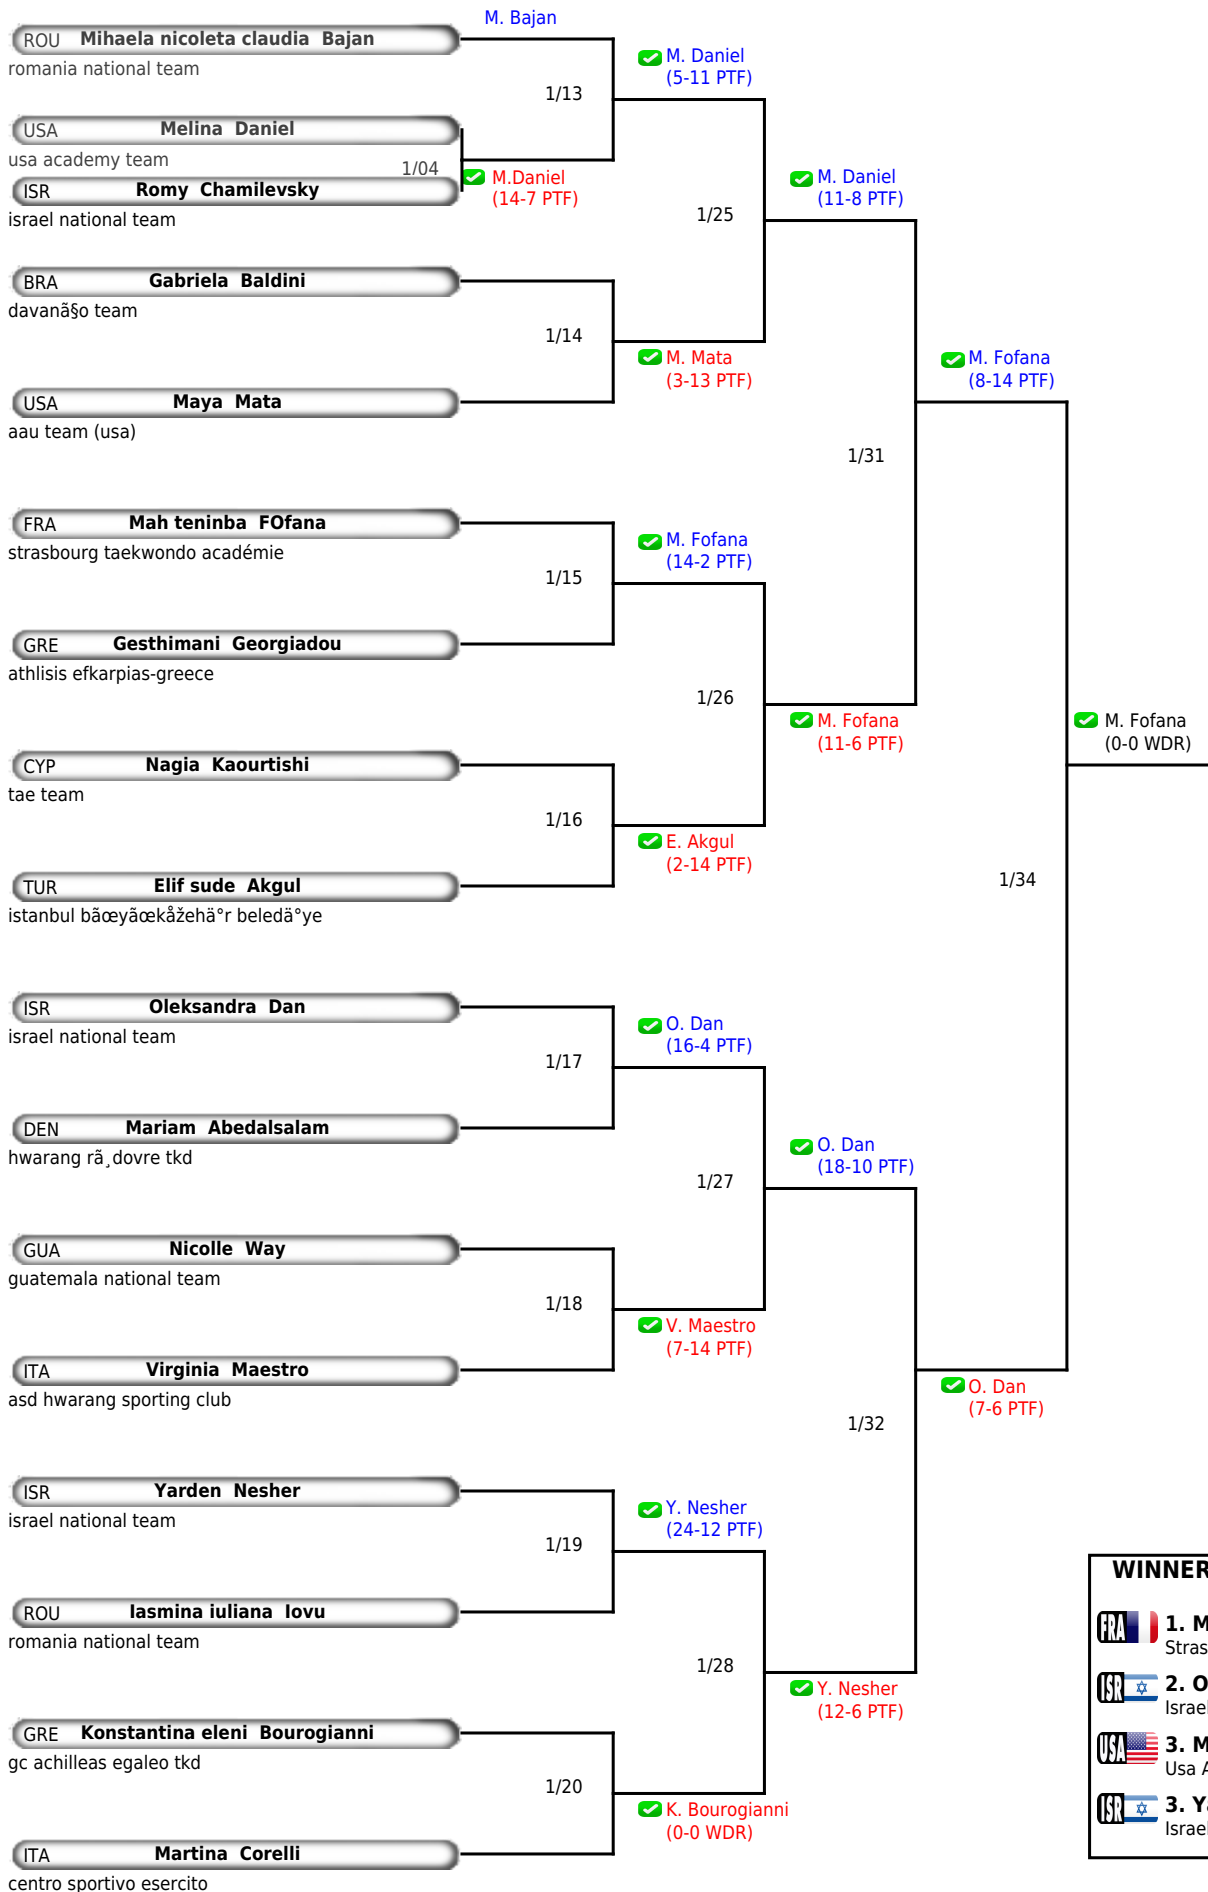 M. Bajan
ROU Mihaela nicoleta claudia Bajan
romania national team
M. Daniel
(5-11 PTF)
1/13
USA Melina Daniel
usa academy team
1/04
M.Daniel
(14-7 PTF)
ISR Romy Chamilevsky
israel national team
M. Daniel
(11-8 PTF)
1/25
BRA Gabriela Baldini
davanã§o team
1/14
M. Mata
(3-13 PTF)
USA Maya Mata
aau team (usa)
M. Fofana
(8-14 PTF)
1/31
FRA Mah teninba FOfana
strasbourg taekwondo académie
M. Fofana
(14-2 PTF)
1/15
GRE Gesthimani Georgiadou
athlisis efkarpias-greece
1/26
M. Fofana
(11-6 PTF)
M. Fofana
(0-0 WDR)
CYP Nagia Kaourtishi
tae team
1/16
E. Akgul
(2-14 PTF)
TUR Elif sude Akgul
istanbul bãœyãœkåžehä°r beledä°ye
1/34
ISR Oleksandra Dan
israel national team
O. Dan
(16-4 PTF)
1/17
DEN Mariam Abedalsalam
hwarang rã¸dovre tkd
O. Dan
(18-10 PTF)
1/27
GUA Nicolle Way
guatemala national team
1/18
V. Maestro
(7-14 PTF)
ITA Virginia Maestro
asd hwarang sporting club
O. Dan
(7-6 PTF)
1/32
ISR Yarden Nesher
israel national team
Y. Nesher
(24-12 PTF)
1/19
ROU Iasmina iuliana Iovu
romania national team
1/28
Y. Nesher
(12-6 PTF)
GRE Konstantina eleni Bourogianni
gc achilleas egaleo tkd
1/20
K. Bourogianni
(0-0 WDR)
ITA Martina Corelli
centro sportivo esercito
WINNER
FRA 1. M
Stras
ISR 2. O
Israel
USA 3. M
Usa A
ISR 3. Ya
Israel